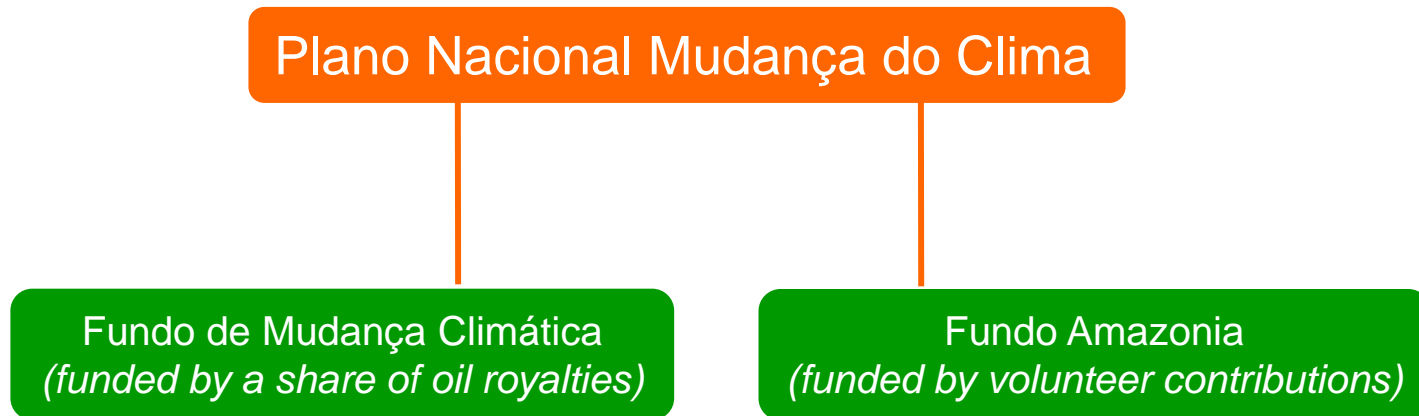 Plano Nacional Mudança do Clima
Fundo de Mudança Climática
(funded by a share of oil royalties)
Fundo Amazonia
(funded by volunteer contributions)